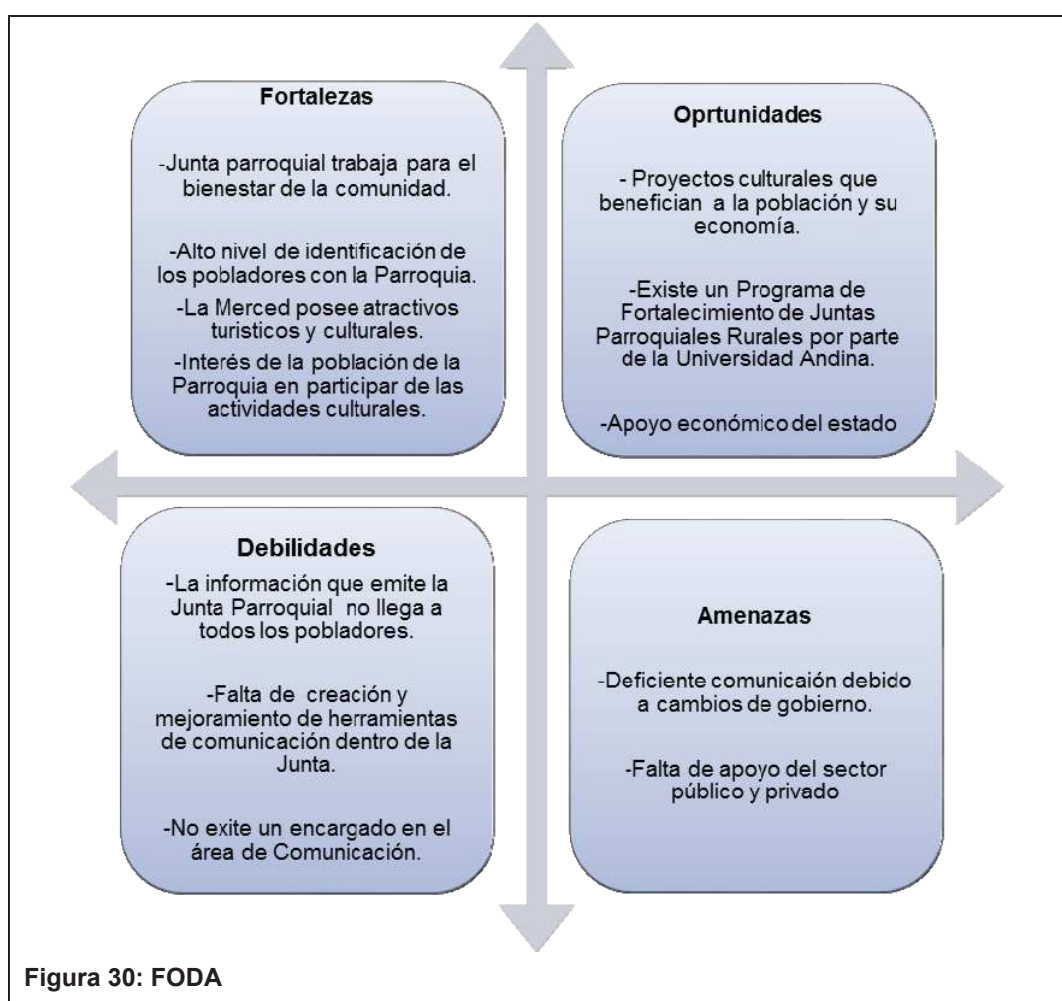 Fortalezas
-Junta parroquial trabaja para el
bienestar de la comunidad.
-Alto nivel de identificación de
los pobladores con la Parroquia.
-La Merced posee atractivos
turisticos y culturales.
-Interés de la población de la
Parroquia en participar de las
actividades culturales.
Oprtunidades
- Proyectos culturales que
benefician a la población y su
economía.
-Existe un Programa de
Fortalecimiento de Juntas
Parroquiales Rurales por parte
de la Universidad Andina.
-Apoyo económico del estado
Debilidades
-La información que emite la
Junta Parroquial no llega a
todos los pobladores.
-Falta de creación y
mejoramiento de herramientas
de comunicación dentro de la
Junta.
-No exite un encargado en el
área de Comunicación.
Amenazas
-Deficiente comunicaión debido
a cambios de gobierno.
-Falta de apoyo del sector
público y privado
Figura 30: FODA